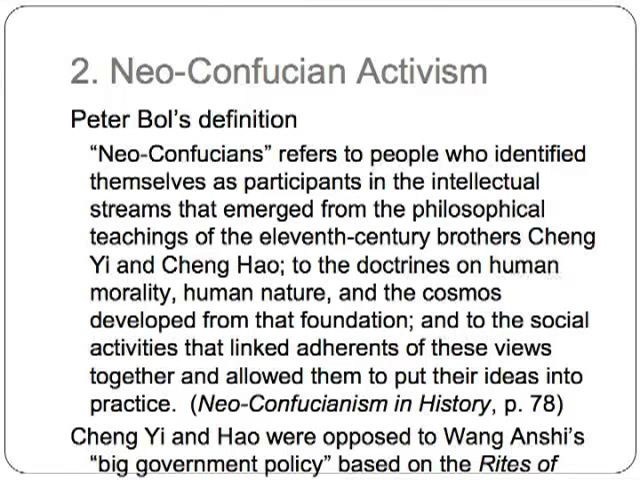 2. Neo-Confucian Activism
Peter Bol’s definition
“Neo-Confucians” refers to people who identified
themselves as participants in the intellectual
streams that emerged from the philosophical
teachings of the eleventh-century brothers Cheng
Yi and Cheng Hao; to the doctrines on human
morality, human nature, and the cosmos
developed from that foundation; and to the social
activities that linked adherents of these views
together and allowed them to put their ideas into
practice. (Neo-Confucianism in History, p. 78)
Cheng Yi and Hao were opposed to Wang Anshi’s
“big government policy” based on the Rites of